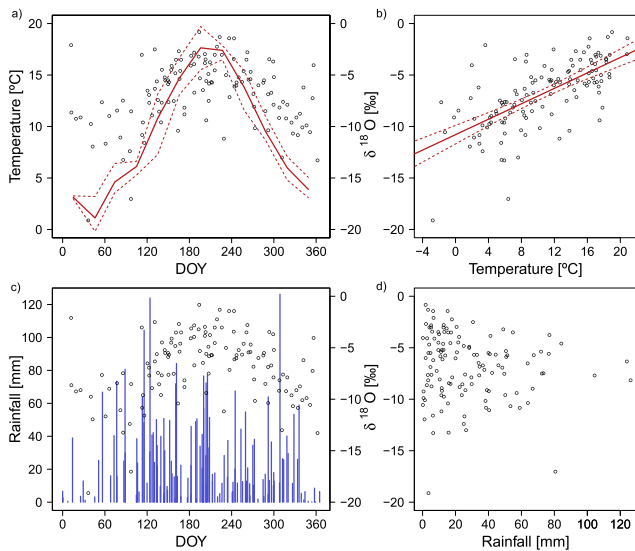 a)
20
15
10
5
0
Temperature [ºC]
0
−5
−10
−15
−20
δ 18 O [‰]
0 60 120 180 240 300 360
DOY
b)
0
−5
−10
−15
−20
−4 0 4 8 12 16 20
Temperature [ºC]
c)
120
100
80
60
40
20
0
Rainfall [mm]
0
−5
−10
−15
−20
δ 18 O [‰]
0 60 120 180 240 300 360
DOY
d)
0
−5
−10
−15
−20
0 20 40 60 80 100 120
Rainfall [mm]